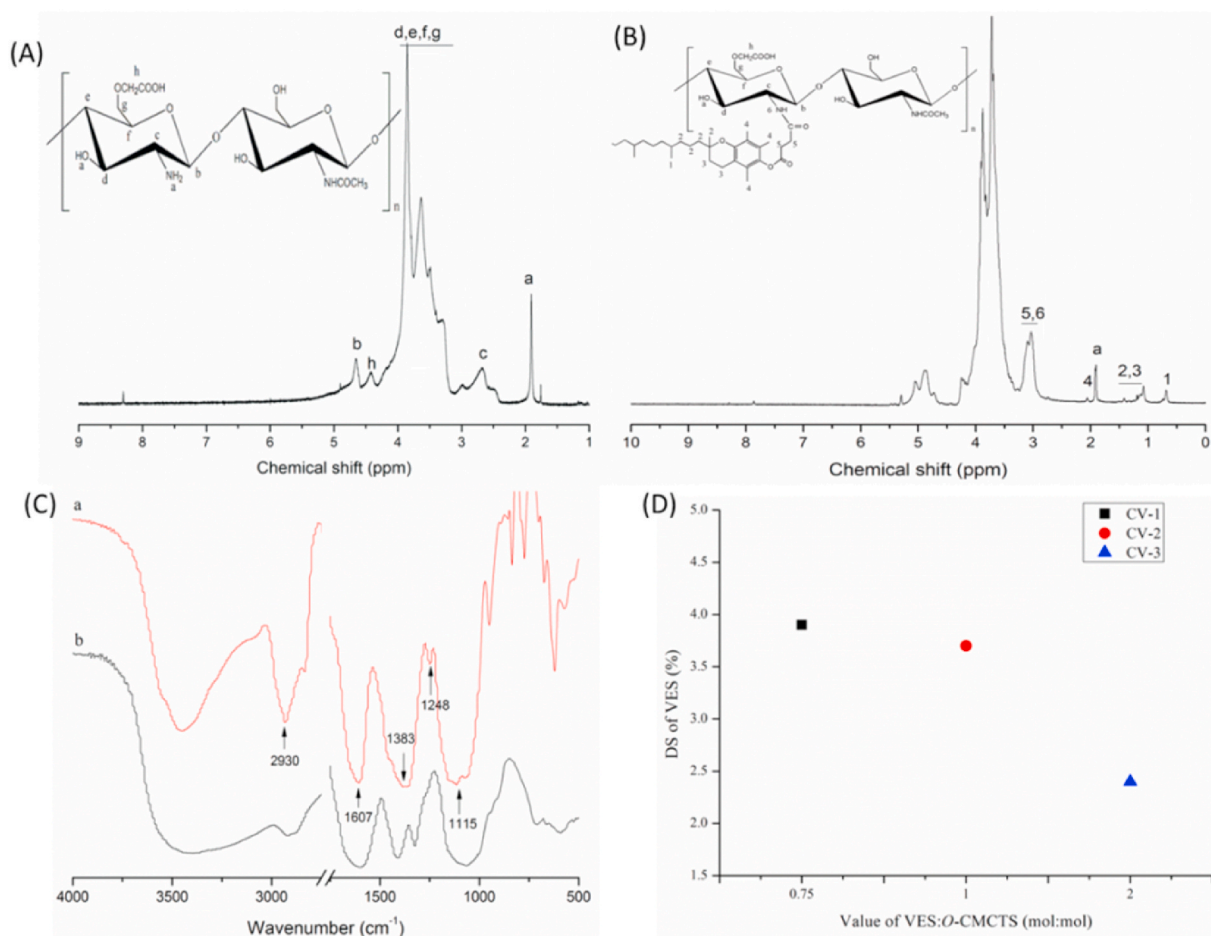 (A)
h
OCH₂COOH
g
e
f
c
HO
a
d
NH₂
a
b
O
O
OH
O
HO
NHCOCH₃
O
n
d,e,f,g
b
h
c
a
9 8 7 6 5 4 3 2 1
Chemical shift (ppm)
(B)
h
OCH₂COOH
g
e
f
c
HO
a
d
6
NH
b
O
O
OH
O
HO
NHCOCH₃
O
n
C=O
5
5
O
O
4
4
4
O
2
2
2
2
1
3
3
5,6
a
4
2,3
1
10 9 8 7 6 5 4 3 2 1 0
Chemical shift (ppm)
(C)
a
b
2930
1607
1383
1248
1115
4000 3500 3000 1500 1000 500
Wavenumber (cm⁻¹)
(D)
CV-1
CV-2
CV-3
5.0
4.5
4.0
3.5
3.0
2.5
2.0
1.5
DS of VES (%)
0.75 1 2
Value of VES:O-CMCTS (mol:mol)